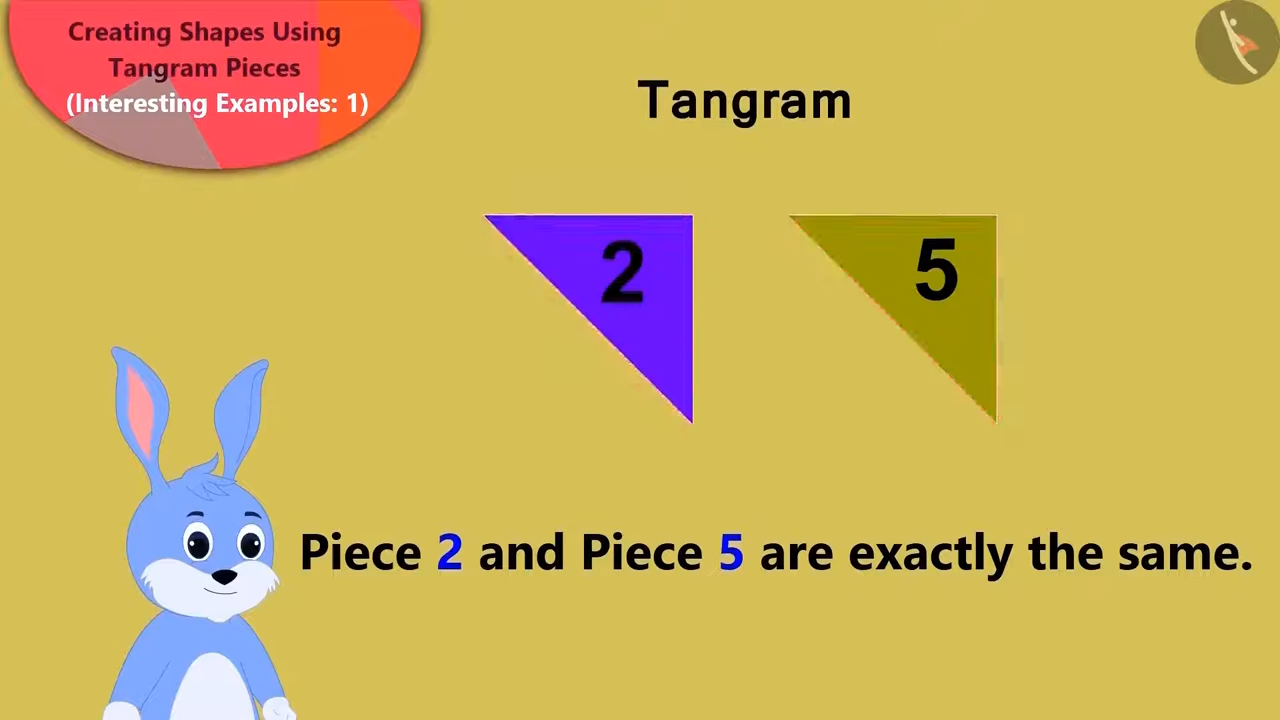 Creating Shapes Using
Tangram Pieces
(Interesting Examples: 1)
Tangram
2
5
Piece 2 and Piece 5 are exactly the same.